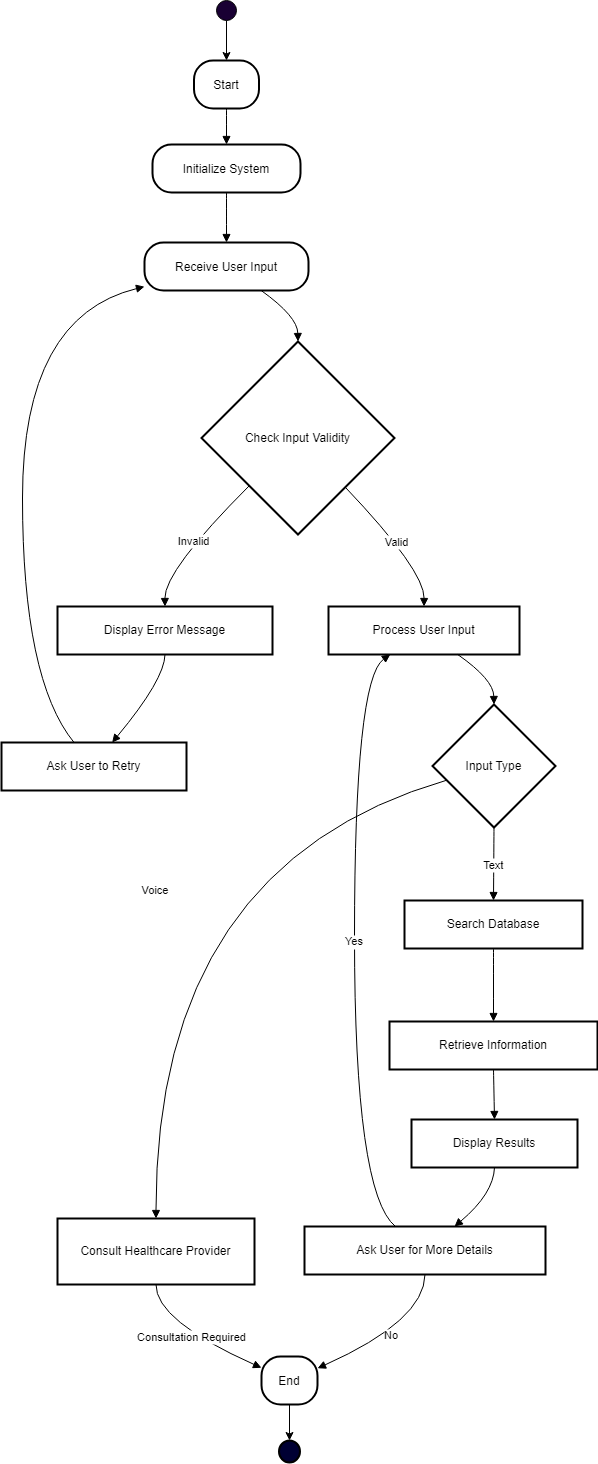 Start
Initialize System
Receive User Input
Check Input Validity
Invalid
Valid
Display Error Message
Process User Input
Ask User to Retry
Input Type
Text
Voice
Search Database
Yes
Retrieve Information
Display Results
Consult Healthcare Provider
Ask User for More Details
Consultation Required
No
End